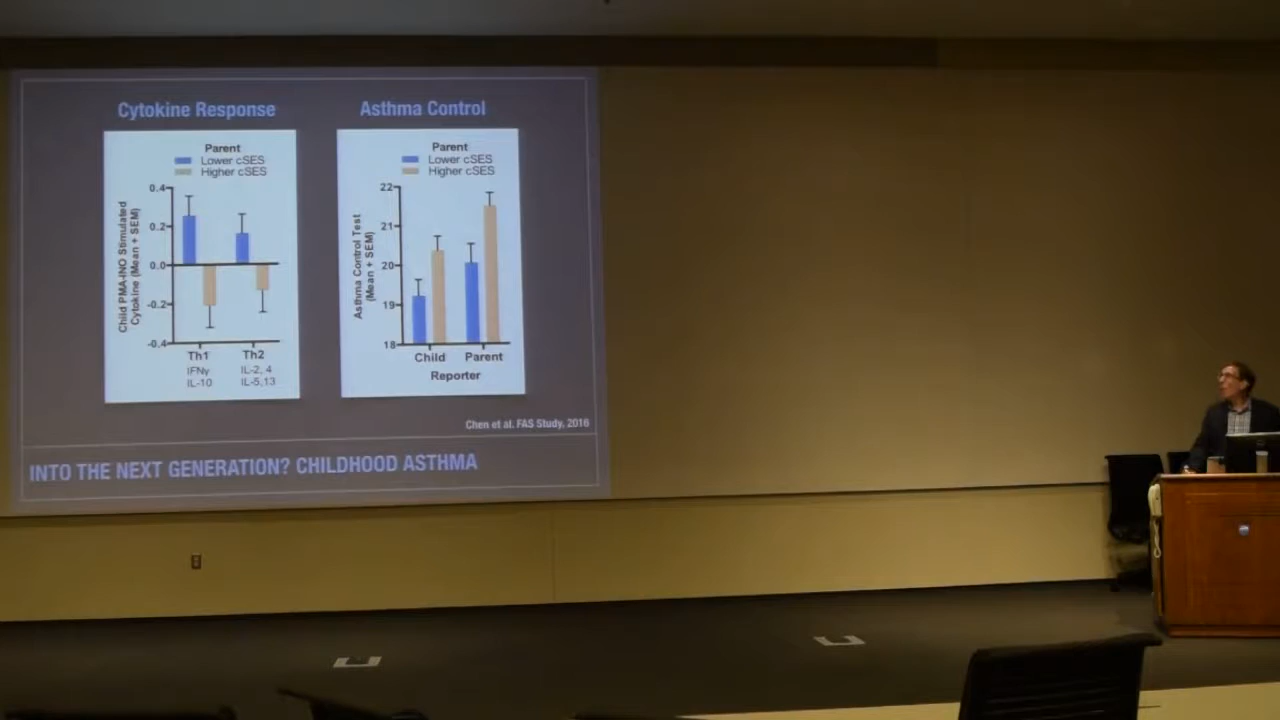 Cytokine Response
Parent
Lower cSES
Higher cSES
Child PMA-INO Stimulated
Cytokine (Mean + SEM)
0.4
0.2
0.0
-0.2
-0.4
Th1
Th2
IFNγ
IL-10
IL-2, 4
IL-5,13
Asthma Control
Parent
Lower cSES
Higher cSES
Asthma Control Test
(Mean + SEM)
22
21
20
19
18
Child
Parent
Reporter
Chen et al. FAS Study, 2016
INTO THE NEXT GENERATION? CHILDHOOD ASTHMA